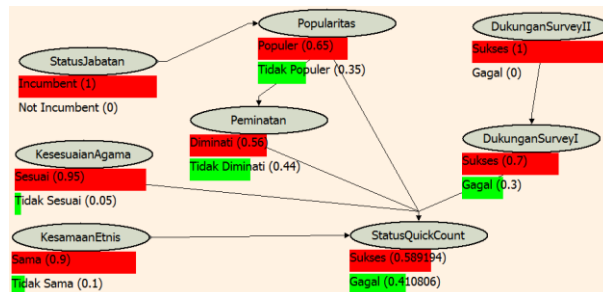 Popularitas
Populer (0.65)
Tidak Populer (0.35)
DukunganSurveyII
Sukses (1)
Gagal (0)
StatusJabatan
Incumbent (1)
Not Incumbent (0)
Peminatan
Diminati (0.56)
Tidak Diminati (0.44)
DukunganSurveyI
Sukses (0.7)
Gagal (0.3)
KesesuaianAgama
Sesuai (0.95)
Tidak Sesuai (0.05)
KesamaanEtnis
Sama (0.9)
Tidak Sama (0.1)
StatusQuickCount
Sukses (0.589194)
Gagal (0.410806)